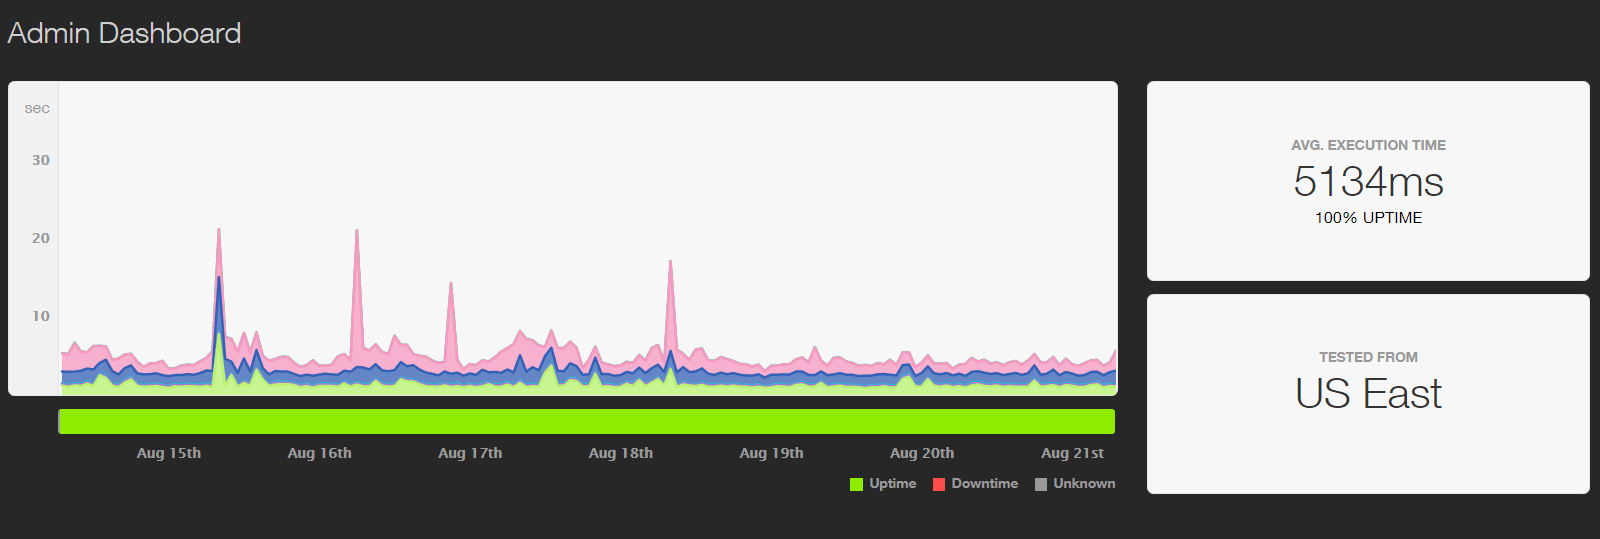 Admin Dashboard
sec
30
20
10
Aug 15th Aug 16th Aug 17th Aug 18th Aug 19th Aug 20th Aug 21st
Uptime Downtime Unknown
AVG. EXECUTION TIME
5134ms
100% UPTIME
TESTED FROM
US East